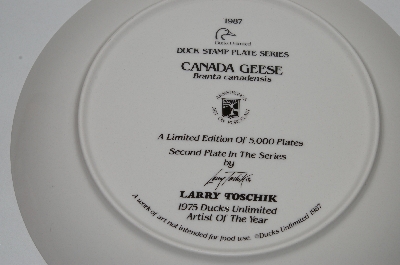 1987
Ducks Unlimited
DUCK STAMP PLATE SERIES
CANADA GEESE
Branta canadensis
A Limited Edition Of 5,000 Plates
Second Plate In The Series
by
Larry Toschik
LARRY TOSCHIK
1975 Ducks Unlimited
Artist Of The Year
A work of art not intended for food use. ©Ducks Unlimited 1987